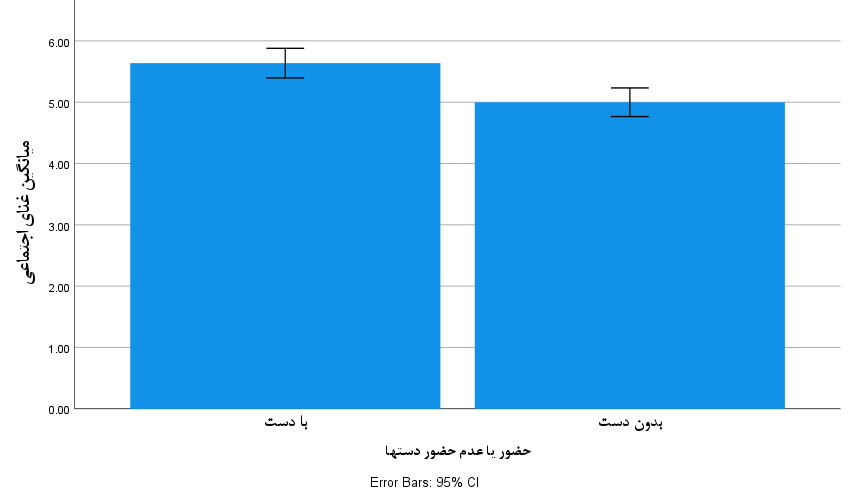 میانگین غنای اجتماعی
6.00
5.00
4.00
3.00
2.00
1.00
0.00
با دست
بدون دست
حضور یا عدم حضور دستها
Error Bars: 95% CI